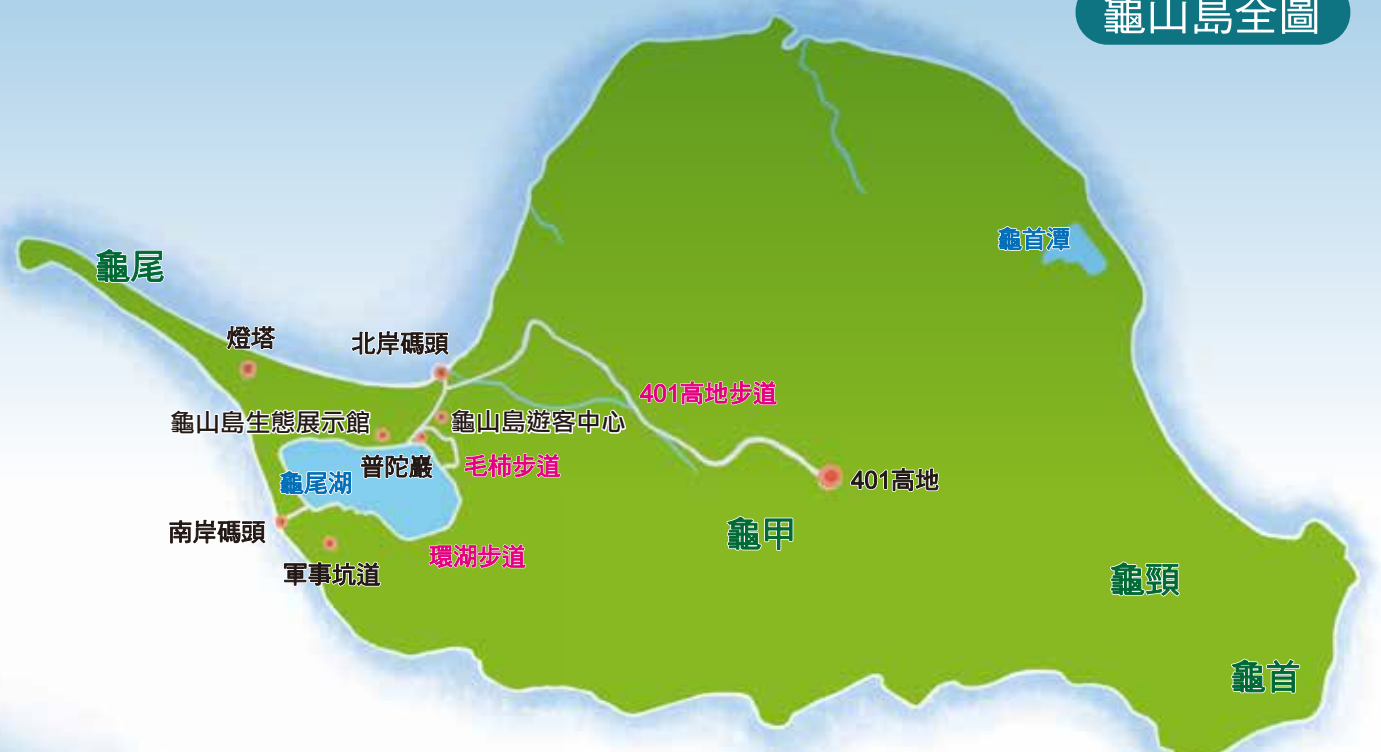 龜山島全圖
龜首潭
龜尾
燈塔
北岸碼頭
401高地步道
龜山島生態展示館
龜山島遊客中心
普陀巖
毛柿步道
龜尾湖
401高地
南岸碼頭
龜甲
環湖步道
軍事坑道
龜頸
龜首